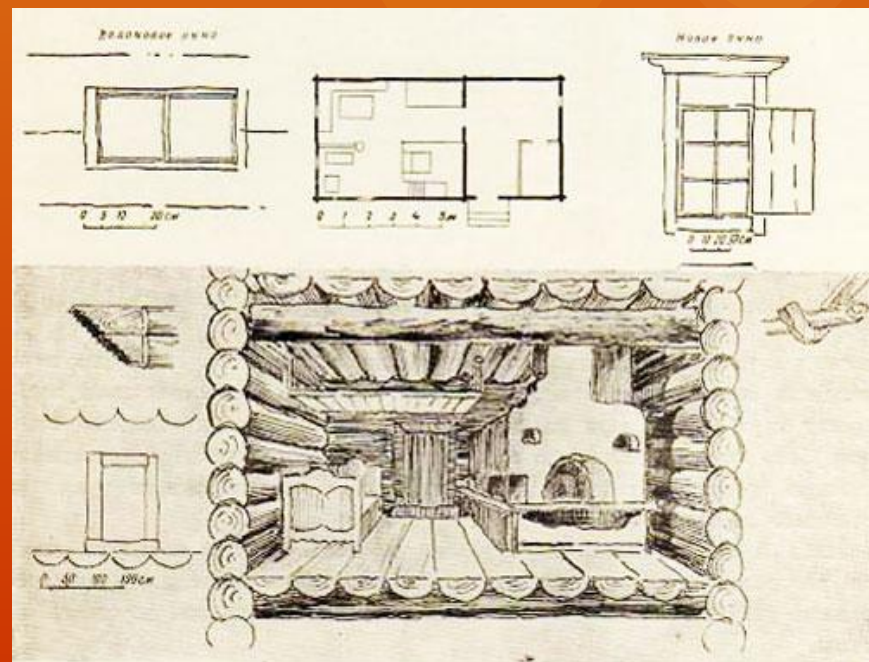 Волоковое окно
Новое окно
0 5 10 20 см
0 1 2 3 4 5 м
0 10 20 30 см
0 50 100 150 см